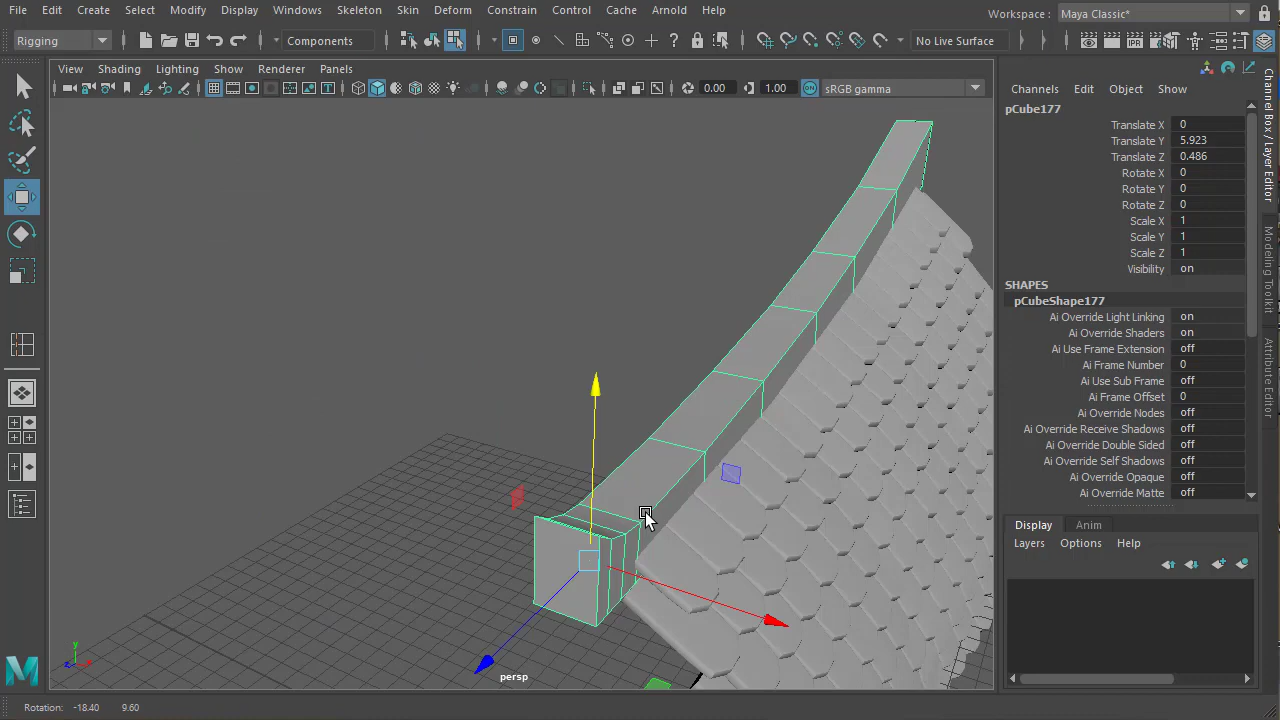 File Edit Create Select Modify Display Windows Skeleton Skin Deform Constrain Control Cache Arnold Help
Workspace : Maya Classic*
Rigging
Components
No Live Surface
IPR
View Shading Lighting Show Renderer Panels
0.00
1.00
sRGB gamma
Channels Edit Object Show
pCube177
Translate X 0
Translate Y 5.923
Translate Z 0.486
Rotate X 0
Rotate Y 0
Rotate Z 0
Scale X 1
Scale Y 1
Scale Z 1
Visibility on
SHAPES
pCubeShape177
Ai Override Light Linking on
Ai Override Shaders on
Ai Use Frame Extension off
Ai Frame Number 0
Ai Use Sub Frame off
Ai Frame Offset 0
Ai Override Nodes off
Ai Override Receive Shadows off
Ai Override Double Sided off
Ai Override Self Shadows off
Ai Override Opaque off
Ai Override Matte off
Display Anim
Layers Options Help
Channel Box / Layer Editor
Modeling Toolkit
Attribute Editor
y
z
x
persp
M
Rotation: -18.40 9.60